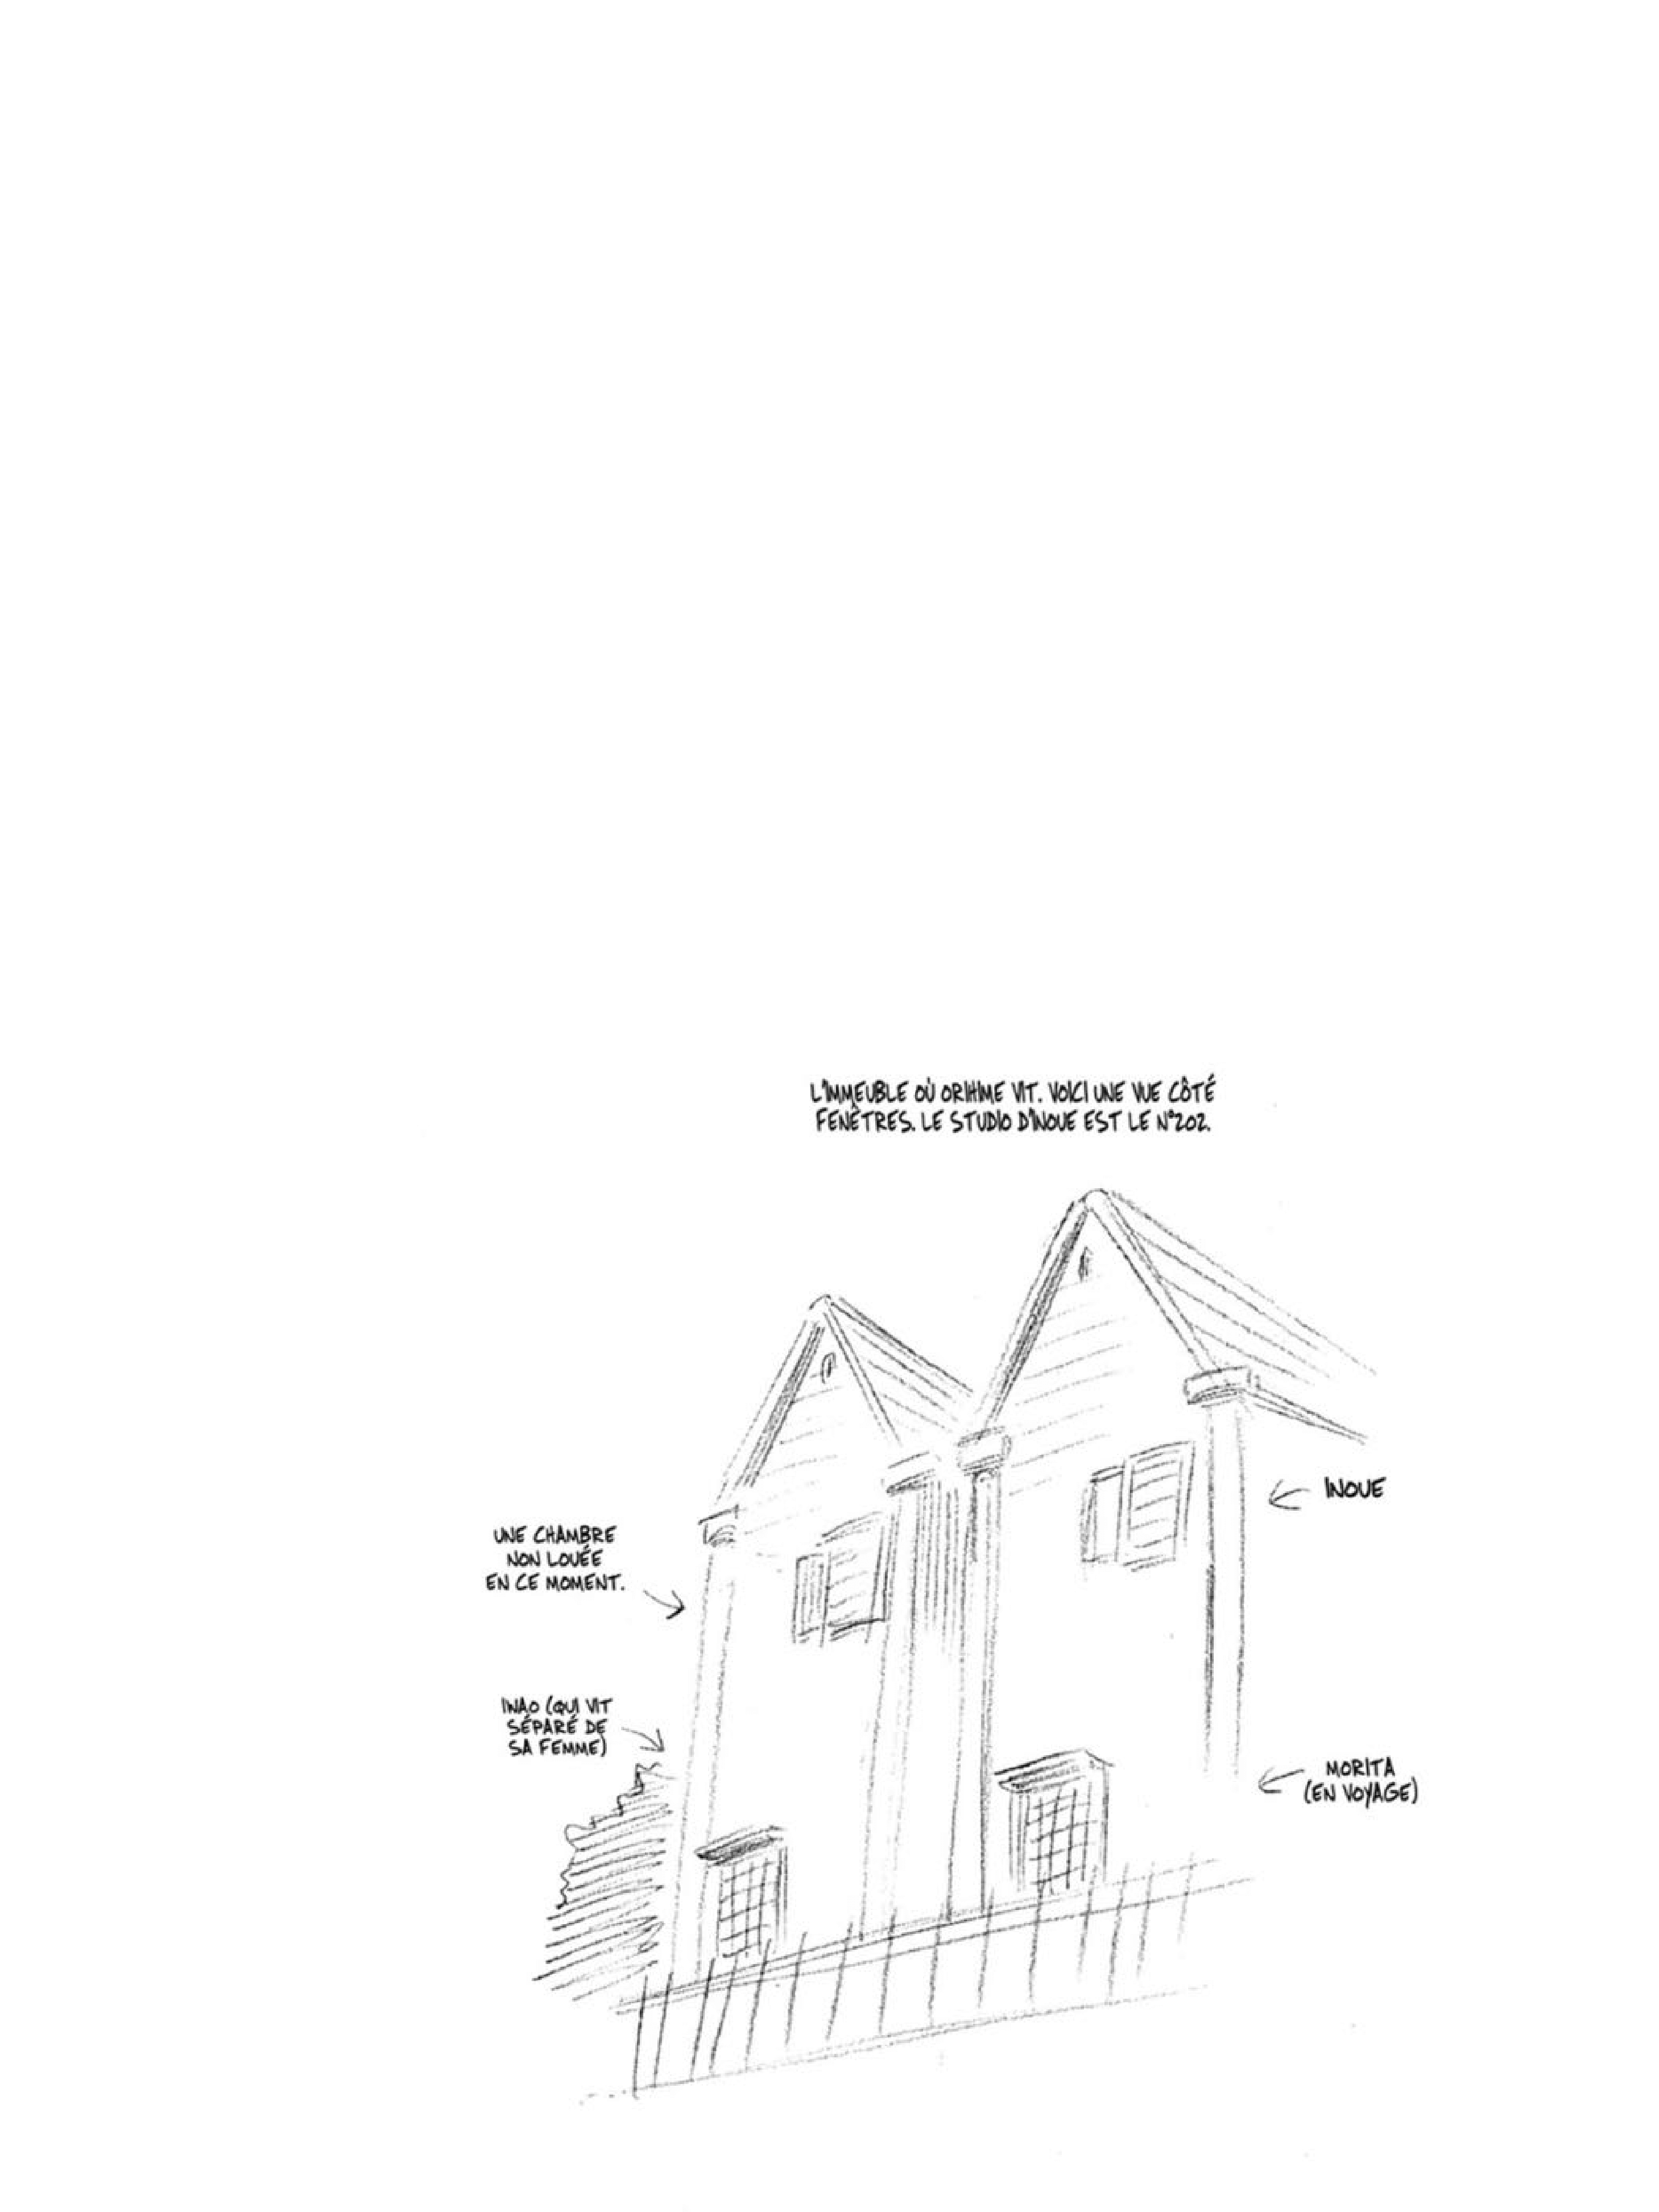 L'IMMEUBLE OÙ ORIHIME VIT. VOICI UNE VUE CÔTÉ
FENÊTRES. LE STUDIO D'INOUE EST LE N°202.
INOUE
UNE CHAMBRE
NON LOUÉE
EN CE MOMENT.
INAO (QUI VIT
SÉPARÉ DE
SA FEMME)
MORITA
(EN VOYAGE)